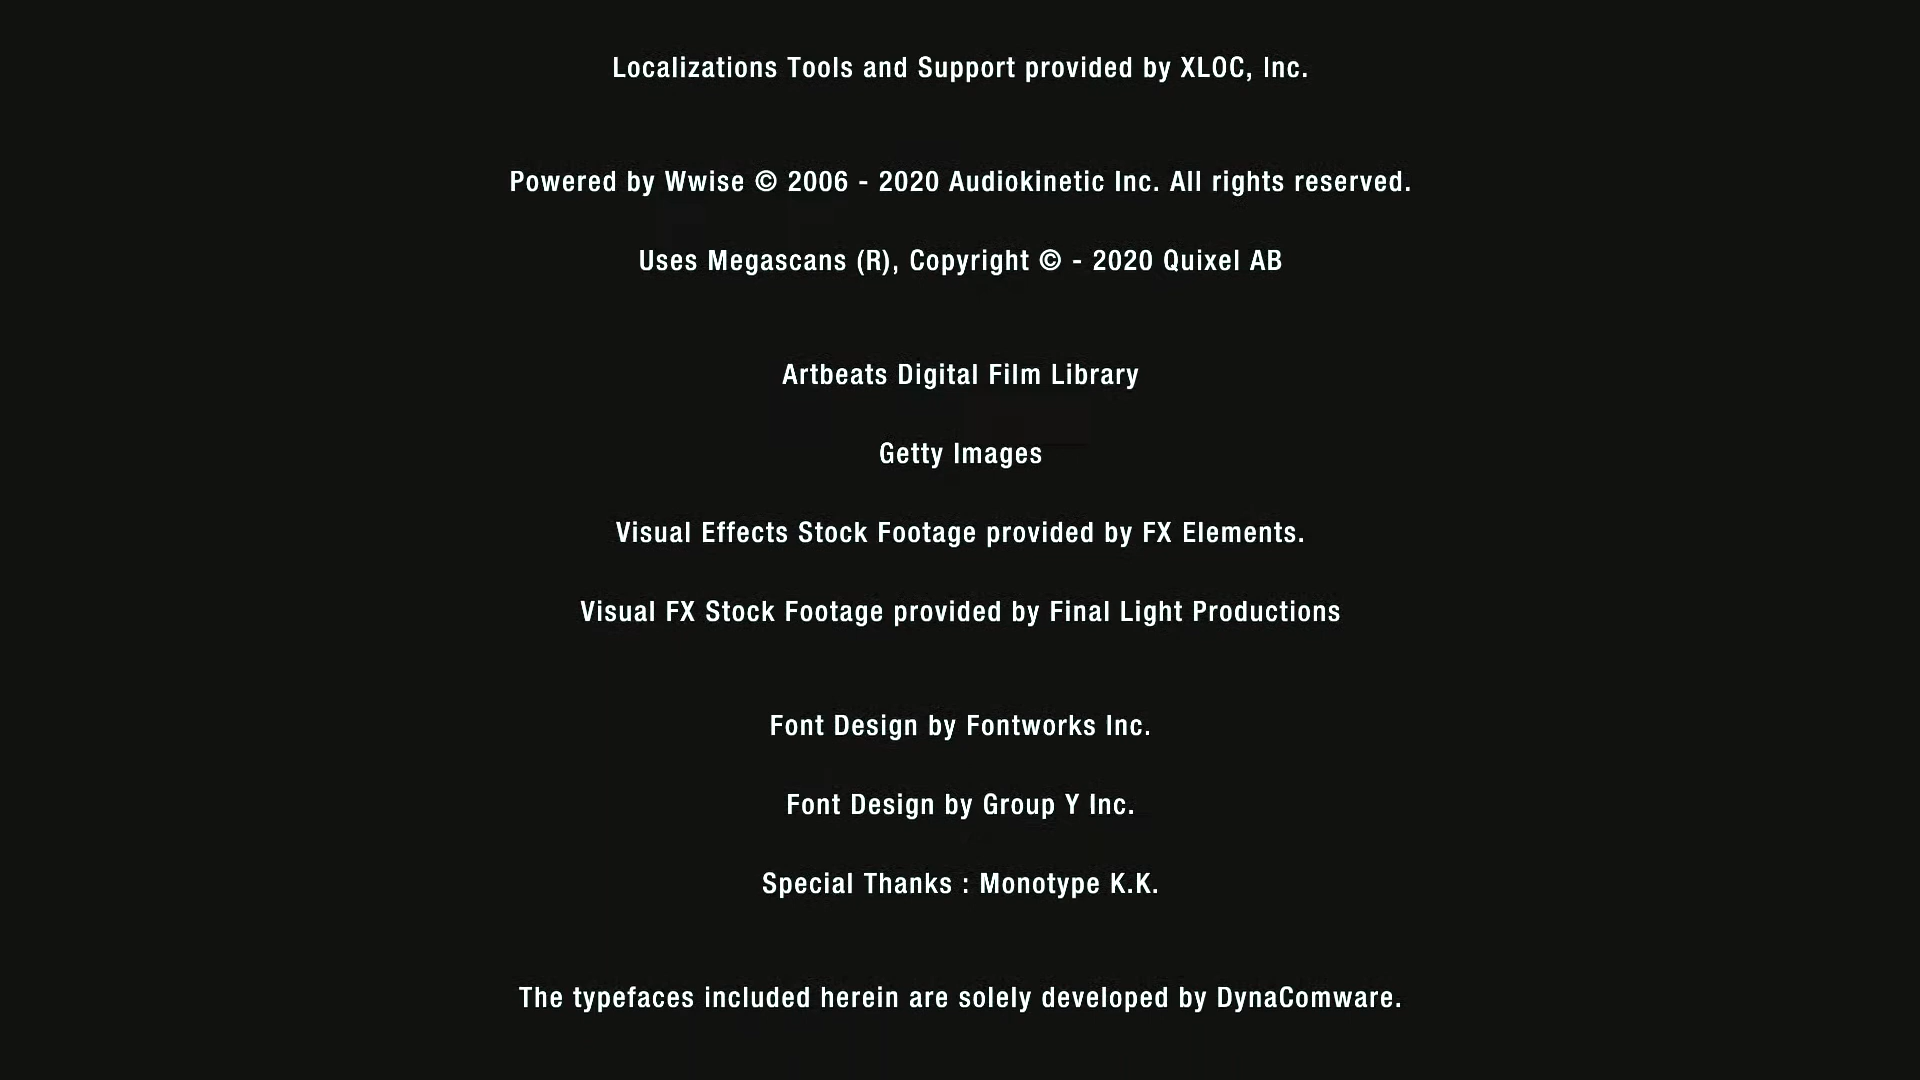 Localizations Tools and Support provided by XLOC, Inc.
Powered by Wwise © 2006 - 2020 Audiokinetic Inc. All rights reserved.
Uses Megascans (R), Copyright © - 2020 Quixel AB
Artbeats Digital Film Library
Getty Images
Visual Effects Stock Footage provided by FX Elements.
Visual FX Stock Footage provided by Final Light Productions
Font Design by Fontworks Inc.
Font Design by Group Y Inc.
Special Thanks : Monotype K.K.
The typefaces included herein are solely developed by DynaComware.